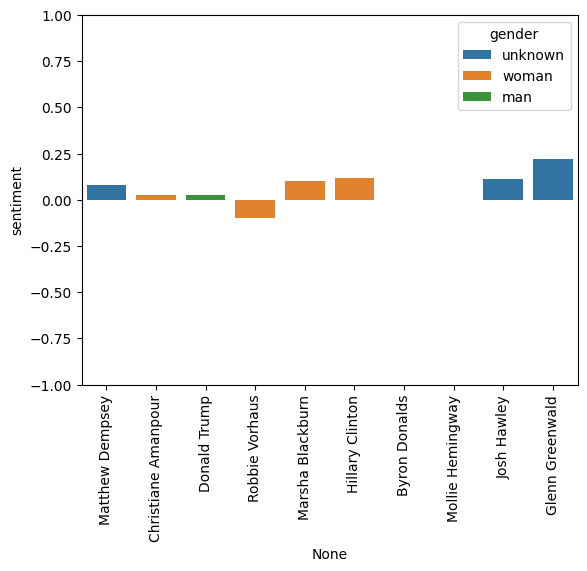 1.00
0.75
0.50
0.25
0.00
−0.25
−0.50
−0.75
−1.00
sentiment
gender
unknown
woman
man
Matthew Dempsey
Christiane Amanpour
Donald Trump
Robbie Vorhaus
Marsha Blackburn
Hillary Clinton
Byron Donalds
Mollie Hemingway
Josh Hawley
Glenn Greenwald
None